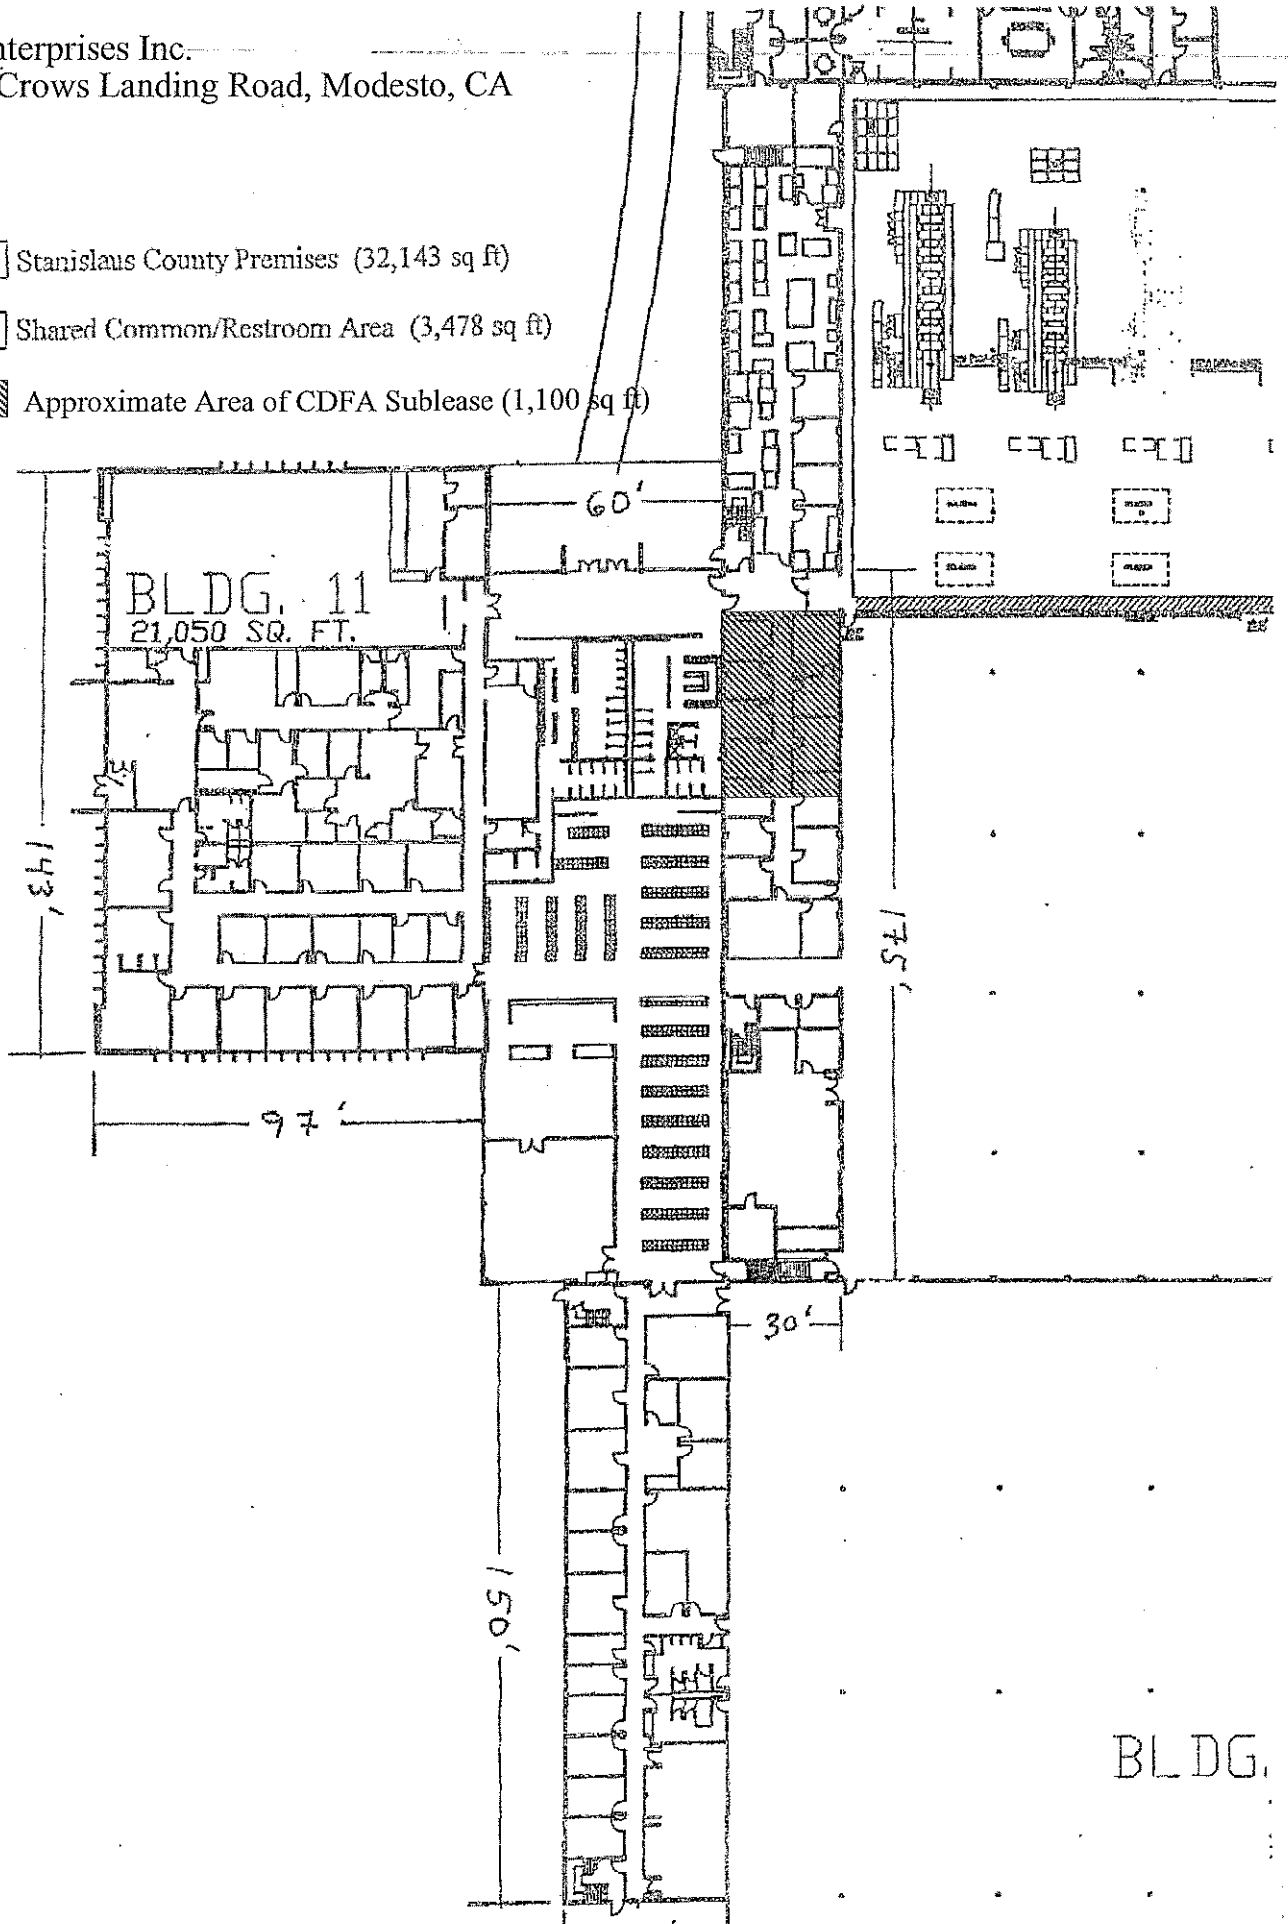 nterprises Inc.
Crows Landing Road, Modesto, CA
Stanislaus County Premises (32,143 sq ft)
Shared Common/Restroom Area (3,478 sq ft)
Approximate Area of CDFA Sublease (1,100 sq ft)
60'
BLDG. 11
21,050 SQ. FT.
143'
175'
97'
30'
150'
BLDG.